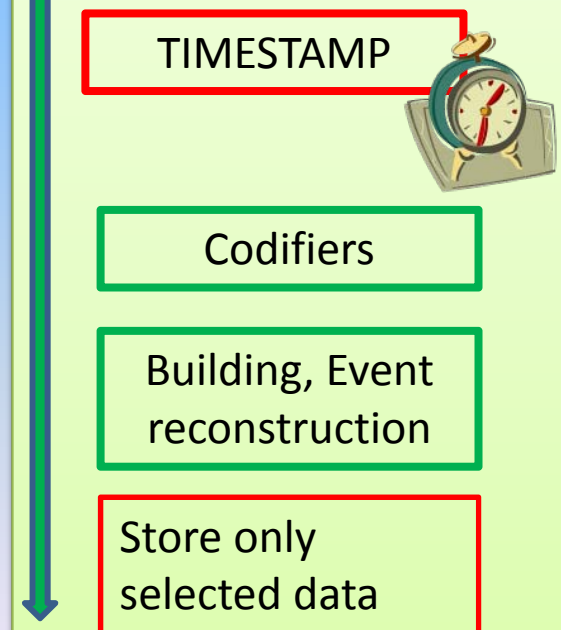 TIMESTAMP
Codifiers
Building, Event
reconstruction
Store only
selected data